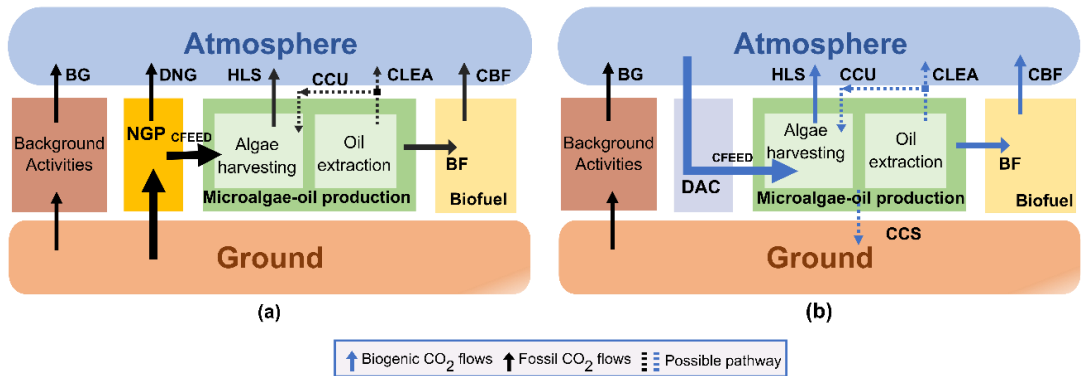 Atmosphere
BG
DNG
HLS
CCU
CLEA
CBF
Background
Activities
NGP
CFEED
Algae
harvesting
Oil
extraction
BF
Microalgae-oil production
Biofuel
Ground
(a)
Atmosphere
BG
HLS
CCU
CLEA
CBF
Background
Activities
DAC
CFEED
Algae
harvesting
Oil
extraction
BF
Microalgae-oil production
Biofuel
CCS
Ground
(b)
Biogenic CO2 flows Fossil CO2 flows Possible pathway